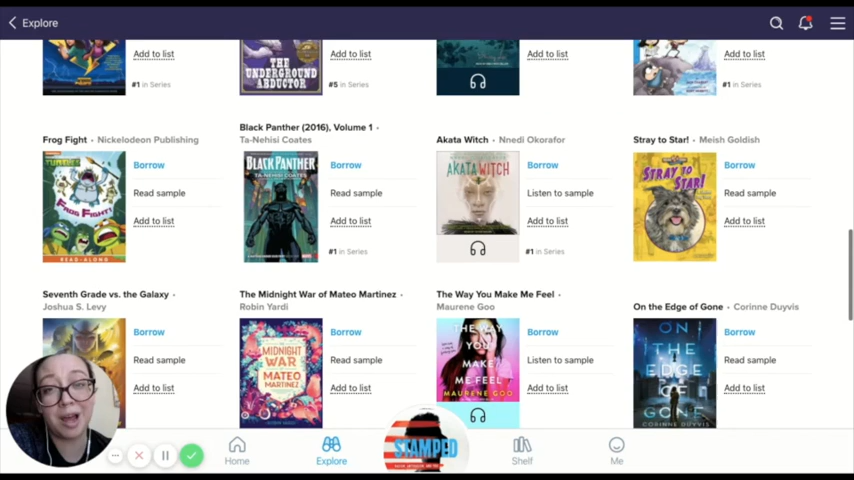 Explore
Add to list
#1 in Series
THE
UNDERGROUND
ABDUCTOR
Add to list
#5 in Series
Add to list
Add to list
#1 in Series
Frog Fight • Nickelodeon Publishing
Borrow
Read sample
Add to list
FROG FIGHT!
READ-ALONG
Black Panther (2016), Volume 1 •
Ta-Nehisi Coates
BLACK PANTHER
TA-NEHISI COATES
Borrow
Read sample
Add to list
#1 in Series
Akata Witch • Nnedi Okorafor
AKATA WITCH
Borrow
Listen to sample
Add to list
#1 in Series
Stray to Star! • Meish Goldish
STRAY TO
STAR!
Borrow
Read sample
Add to list
Seventh Grade vs. the Galaxy •
Joshua S. Levy
Borrow
Read sample
Add to list
The Midnight War of Mateo Martinez •
Robin Yardi
MIDNIGHT
WAR
OF
MATEO
MARTINEZ
Borrow
Read sample
Add to list
The Way You Make Me Feel •
Maurene Goo
THE WAY
YOU
MAKE
ME FEEL
MAURENE GOO
Borrow
Listen to sample
Add to list
On the Edge of Gone • Corinne Duyvis
ON
THE
EDGE
OF
GONE
CORINNE DUYVIS
Borrow
Read sample
Add to list
Home
Explore
STAMPED
Shelf
Me